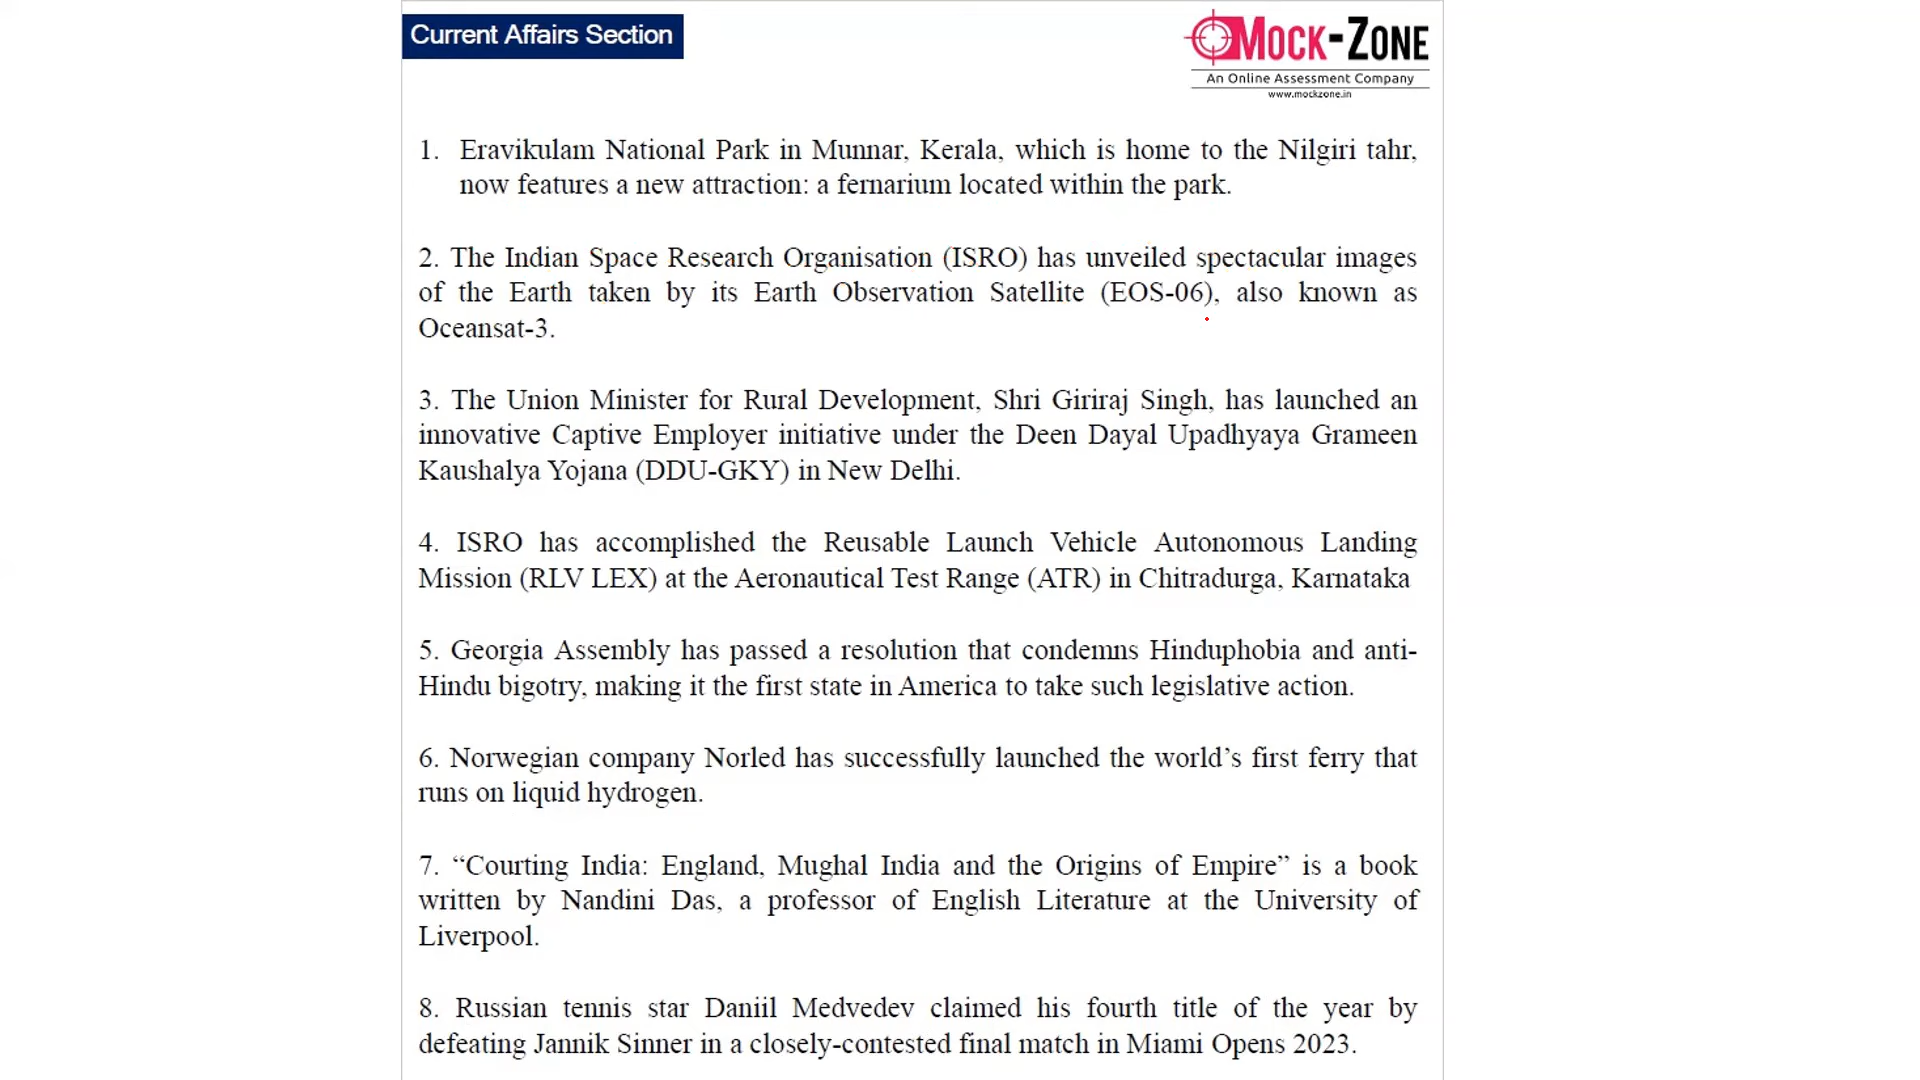 Current Affairs Section
MOCK-ZONE
An Online Assessment Company
www.mockzone.in
1. Eravikulam National Park in Munnar, Kerala, which is home to the Nilgiri tahr,
now features a new attraction: a fernarium located within the park.
2. The Indian Space Research Organisation (ISRO) has unveiled spectacular images
of the Earth taken by its Earth Observation Satellite (EOS-06), also known as
Oceansat-3.
3. The Union Minister for Rural Development, Shri Giriraj Singh, has launched an
innovative Captive Employer initiative under the Deen Dayal Upadhyaya Grameen
Kaushalya Yojana (DDU-GKY) in New Delhi.
4. ISRO has accomplished the Reusable Launch Vehicle Autonomous Landing
Mission (RLV LEX) at the Aeronautical Test Range (ATR) in Chitradurga, Karnataka
5. Georgia Assembly has passed a resolution that condemns Hinduphobia and anti-
Hindu bigotry, making it the first state in America to take such legislative action.
6. Norwegian company Norled has successfully launched the world’s first ferry that
runs on liquid hydrogen.
7. “Courting India: England, Mughal India and the Origins of Empire” is a book
written by Nandini Das, a professor of English Literature at the University of
Liverpool.
8. Russian tennis star Daniil Medvedev claimed his fourth title of the year by
defeating Jannik Sinner in a closely-contested final match in Miami Opens 2023.